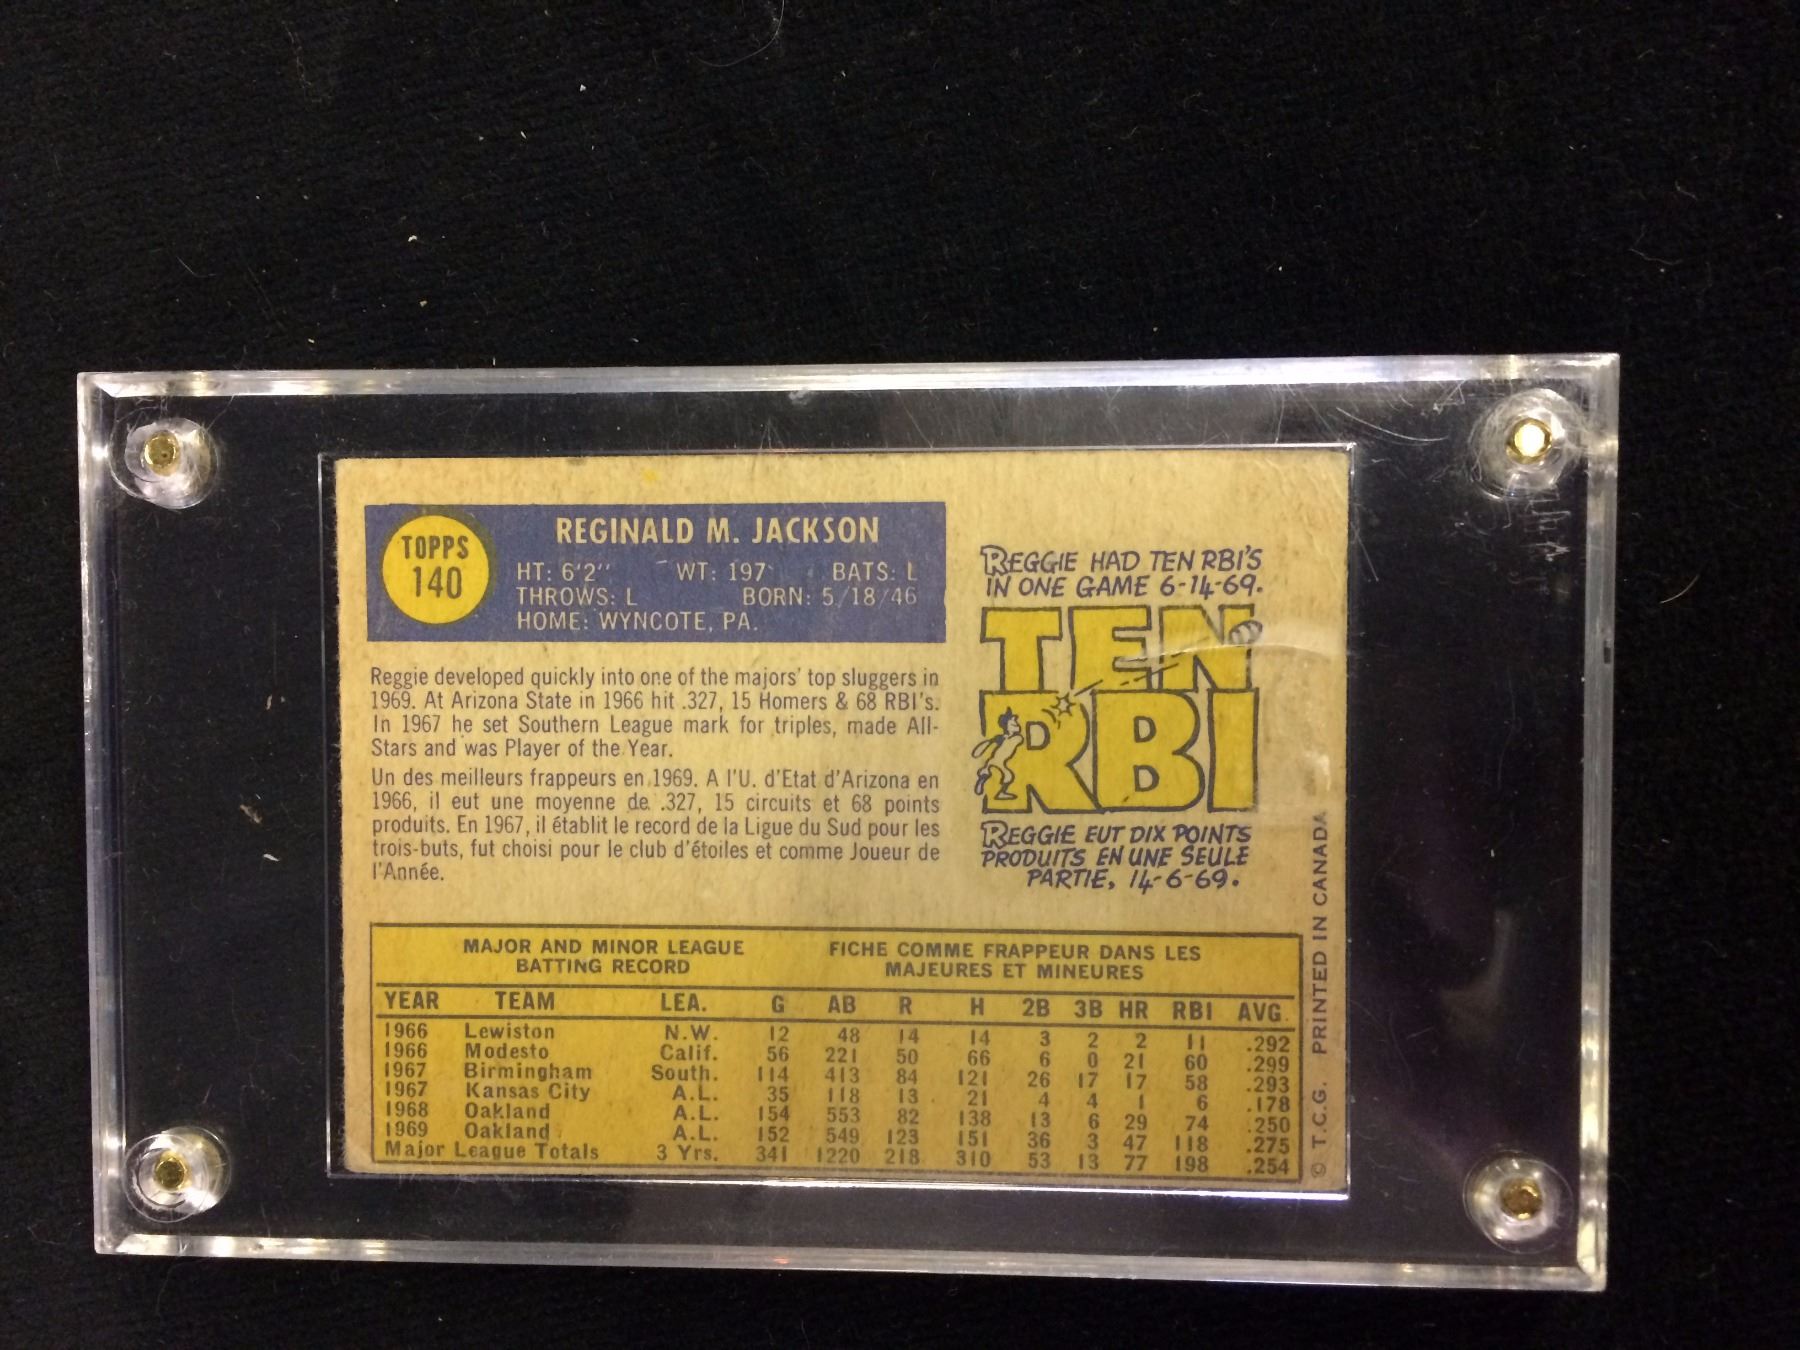 TOPPS
140
REGINALD M. JACKSON
HT: 6'2" WT: 197 BATS: L
THROWS: L BORN: 5/18/46
HOME: WYNCOTE, PA.
Reggie developed quickly into one of the majors' top sluggers in
1969. At Arizona State in 1966 hit .327, 15 Homers & 68 RBI's.
In 1967 he set Southern League mark for triples, made All-
Stars and was Player of the Year.
Un des meilleurs frappeurs en 1969. A l'U. d'Etat d'Arizona en
1966, il eut une moyenne de .327, 15 circuits et 68 points
produits. En 1967, il établit le record de la Ligue du Sud pour les
trois-buts, fut choisi pour le club d'étoiles et comme Joueur de
l'Année.
REGGIE HAD TEN RBI'S
IN ONE GAME 6-14-69.
TEN
RBI
REGGIE EUT DIX POINTS
PRODUITS EN UNE SEULE
PARTIE, 14-6-69.
MAJOR AND MINOR LEAGUE
BATTING RECORD
FICHE COMME FRAPPEUR DANS LES
MAJEURES ET MINEURES
YEAR TEAM LEA. G AB R H 2B 3B HR RBI AVG.
1966 Lewiston N.W. 12 48 14 14 3 2 2 11 .292
1966 Modesto Calif. 56 221 50 66 6 0 21 60 .299
1967 Birmingham South. 114 413 84 121 26 17 17 58 .293
1967 Kansas City A.L. 35 118 13 21 4 4 1 6 .178
1968 Oakland A.L. 154 553 82 138 13 6 29 74 .250
1969 Oakland A.L. 152 549 123 151 36 3 47 118 .275
Major League Totals 3 Yrs. 341 1220 218 310 53 13 77 198 .254
© T.C.G. PRINTED IN CANADA